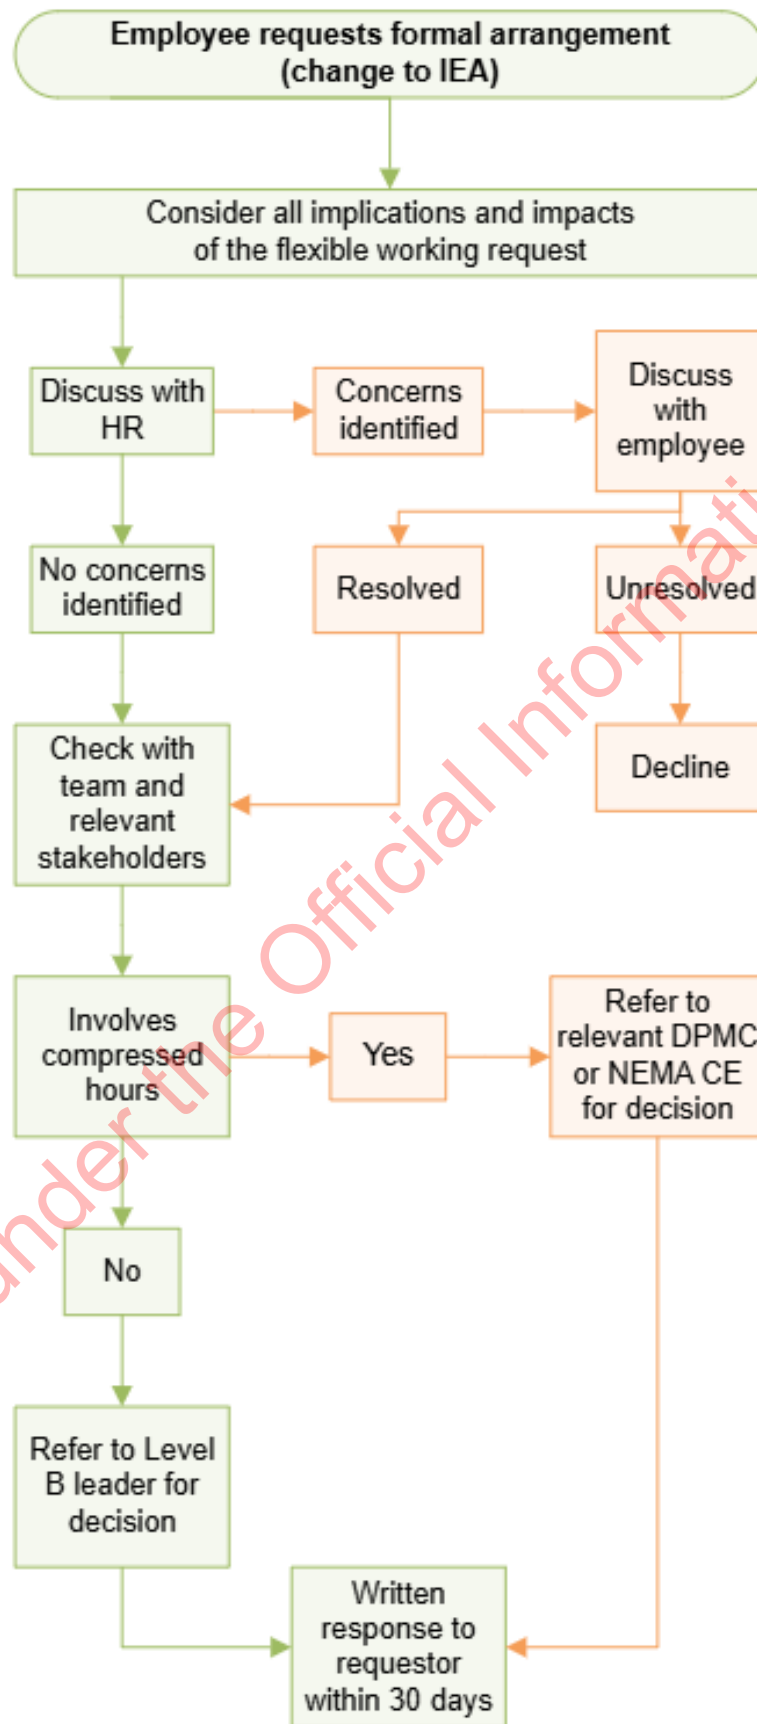 Employee requests formal arrangement
(change to IEA)
Consider all implications and impacts
of the flexible working request
Discuss with
HR
Concerns
identified
Discuss
with
employee
No concerns
identified
Resolved
Unresolved
Check with
team and
relevant
stakeholders
Decline
Involves
compressed
hours
Yes
Refer to
relevant DPMC
or NEMA CE
for decision
No
Refer to Level
B leader for
decision
Written
response to
requestor
within 30 days
under the Official Informati